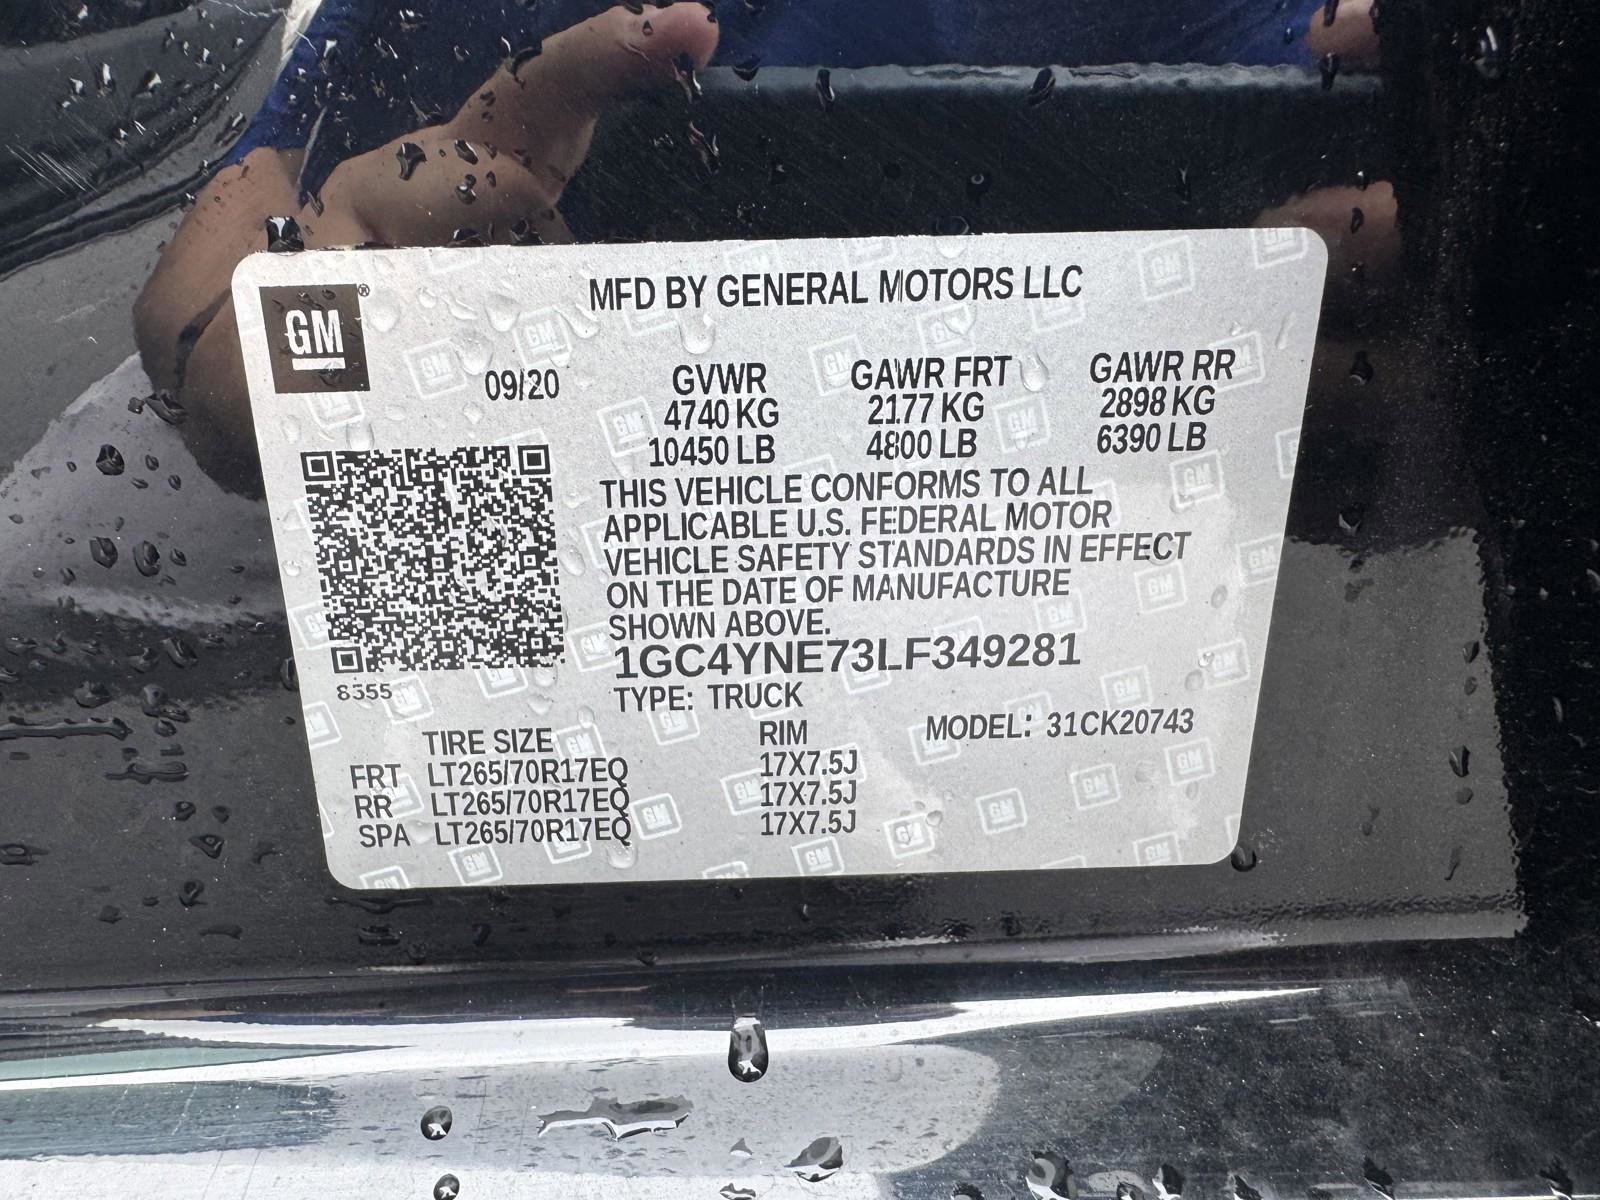 GM®
MFD BY GENERAL MOTORS LLC
09/20
GVWR GAWR FRT GAWR RR
4740 KG 2177 KG 2898 KG
10450 LB 4800 LB 6390 LB
THIS VEHICLE CONFORMS TO ALL
APPLICABLE U.S. FEDERAL MOTOR
VEHICLE SAFETY STANDARDS IN EFFECT
ON THE DATE OF MANUFACTURE
SHOWN ABOVE.
1GC4YNE73LF349281
8355
TYPE: TRUCK
TIRE SIZE RIM MODEL: 31CK20743
FRT LT265/70R17EQ 17X7.5J
RR LT265/70R17EQ 17X7.5J
SPA LT265/70R17EQ 17X7.5J